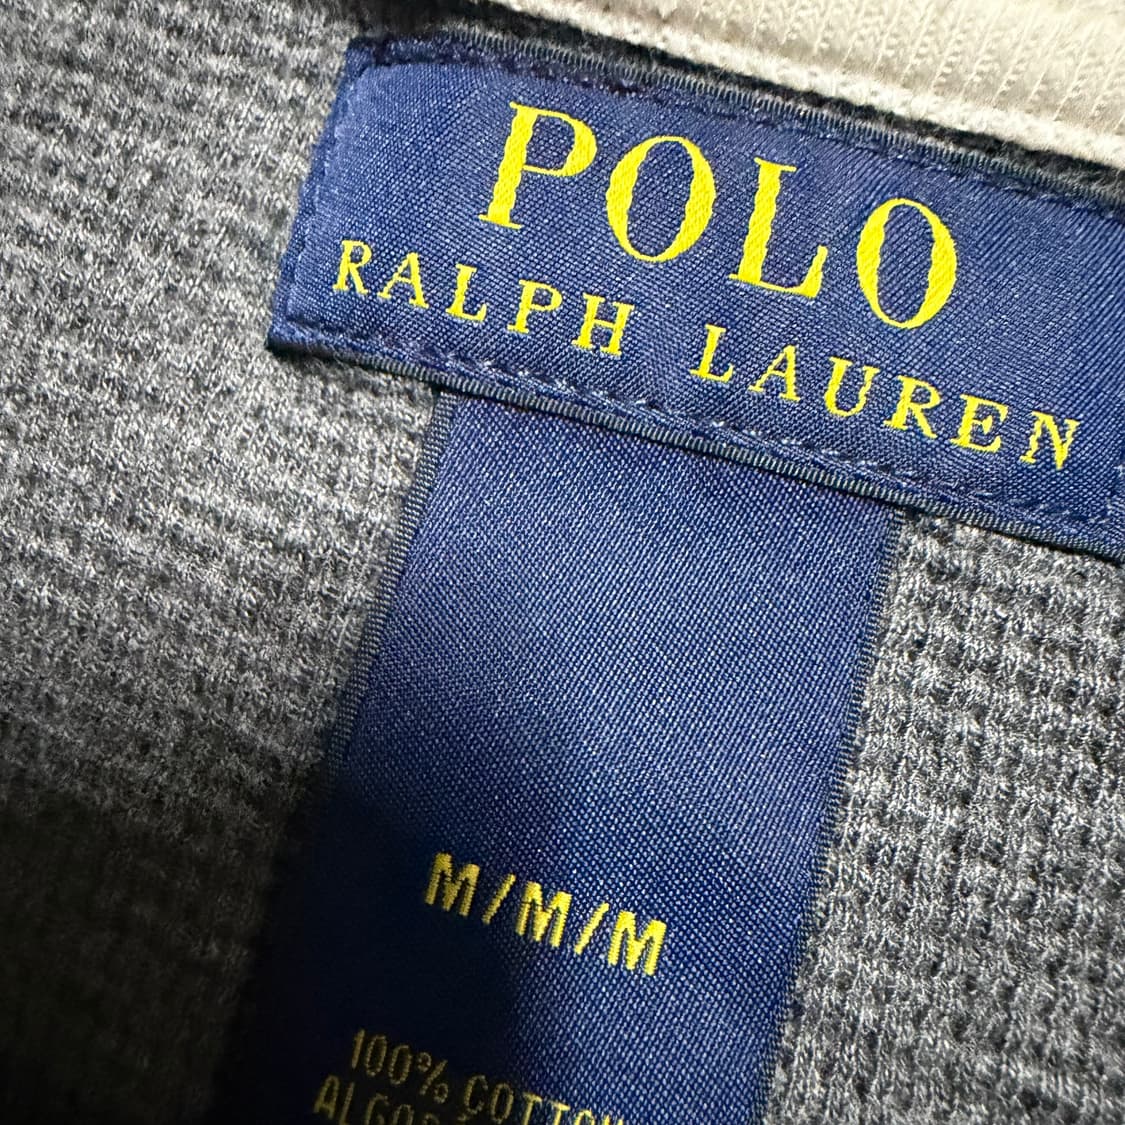 POLO
RALPH LAUREN
M/M/M
100% COTTON